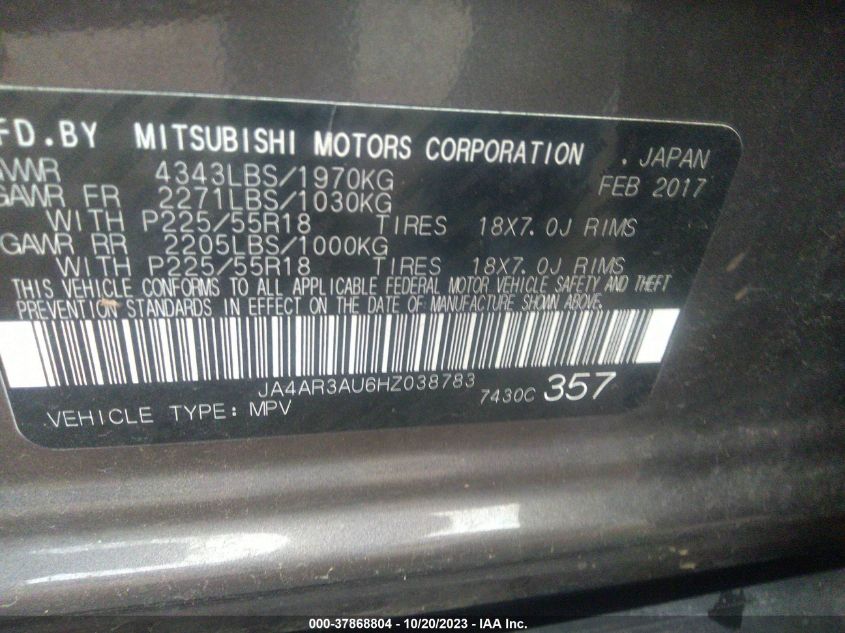 FD.BY MITSUBISHI MOTORS CORPORATION . JAPAN
VWR 4343LBS/1970KG FEB 2017
GAWR FR 2271LBS/1030KG
WITH P225/55R18 TIRES 18X7.0J RIMS
GAWR RR 2205LBS/1000KG
WITH P225/55R18 TIRES 18X7.0J RIMS
THIS VEHICLE CONFORMS TO ALL APPLICABLE FEDERAL MOTOR VEHICLE SAFETY AND THEFT
PREVENTION STANDARDS IN EFFECT ON THE DATE OF MANUFACTURE SHOWN ABOVE.
JA4AR3AU6HZ038783 7430C 357
VEHICLE TYPE: MPV
000-37868804 - 10/20/2023 - IAA Inc.